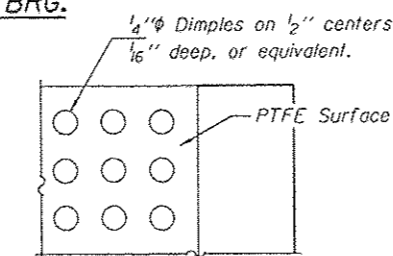 BRG.
1/4"φ Dimples on 1/2" centers
1/16" deep, or equivalent.
PTFE Surface